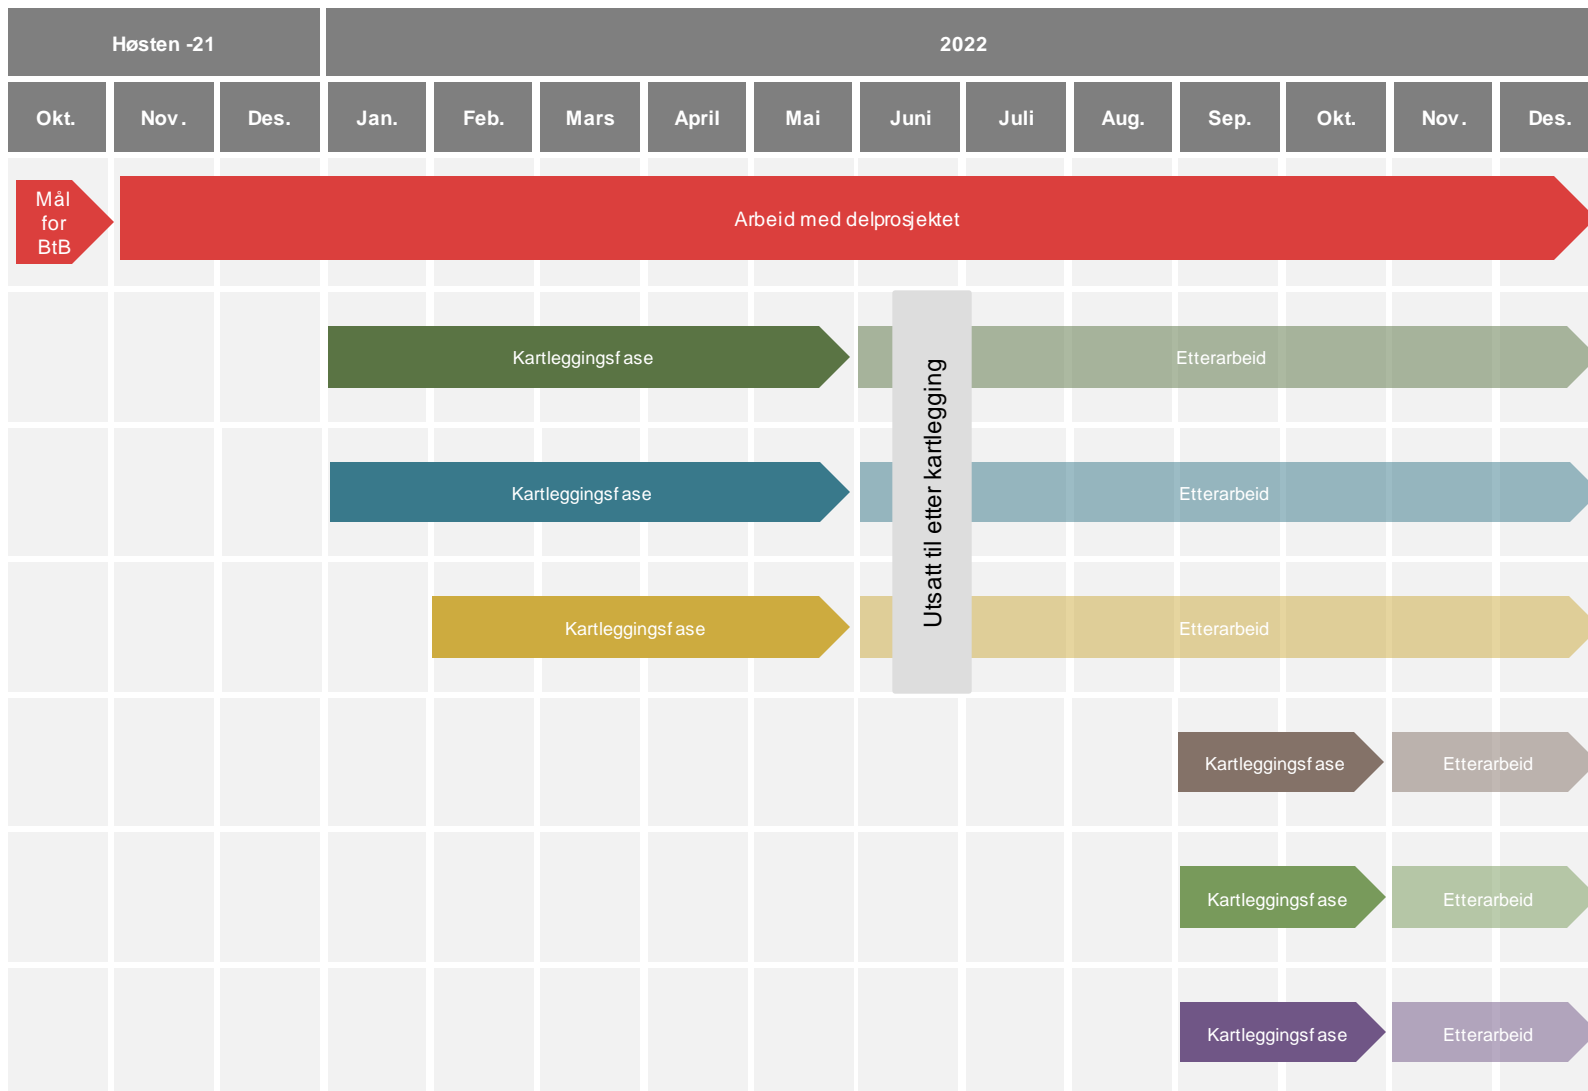 Høsten -21
2022
Okt.
Nov.
Des.
Jan.
Feb.
Mars
April
Mai
Juni
Juli
Aug.
Sep.
Okt.
Nov.
Des.
Mål
for
BtB
Arbeid med delprosjektet
Kartleggingsfase
Etterarbeid
Utsatt til etter kartlegging
Kartleggingsfase
Etterarbeid
Kartleggingsfase
Etterarbeid
Kartleggingsfase
Etterarbeid
Kartleggingsfase
Etterarbeid
Kartleggingsfase
Etterarbeid